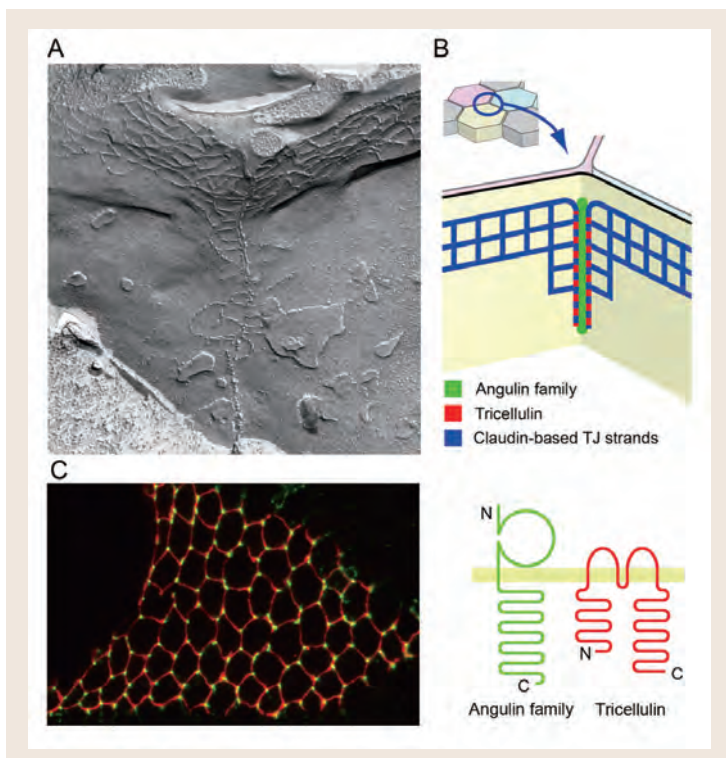 A
B
Angulin family
Tricellulin
Claudin-based TJ strands
C
N
N
C
C
Angulin family Tricellulin